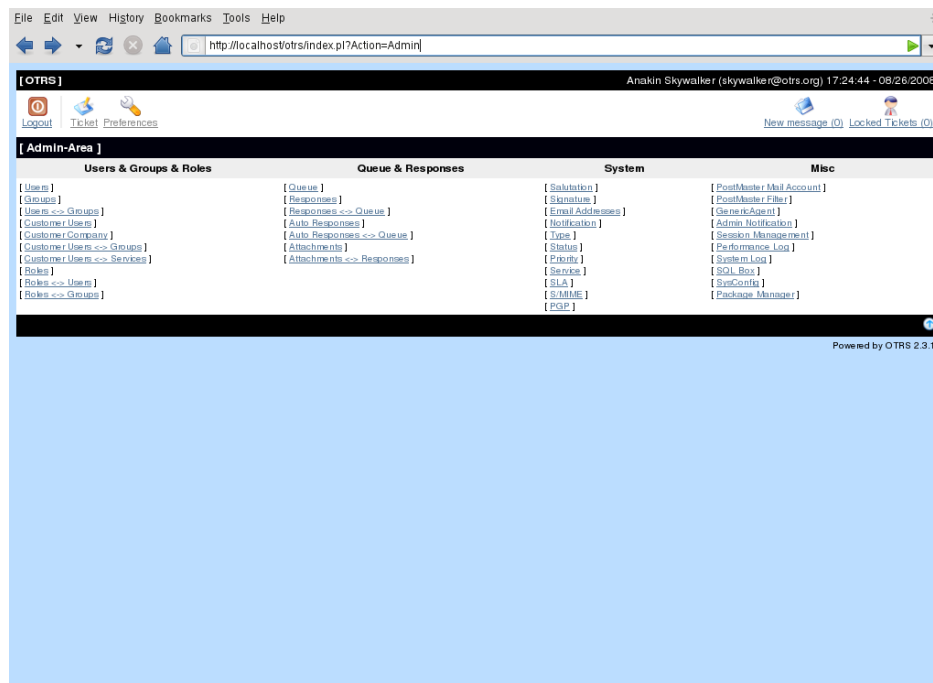 File Edit View History Bookmarks Tools Help
http://localhost/otrs/index.pl?Action=Admin
[ OTRS ] Anakin Skywalker (skywalker@otrs.org) 17:24:44 - 08/26/2008
Logout Ticket Preferences New message (0) Locked Tickets (0)
[ Admin-Area ]
Users & Groups & Roles Queue & Responses System Misc
[ Users ] [ Queue ] [ Salutation ] [ PostMaster Mail Account ]
[ Groups ] [ Responses ] [ Signature ] [ PostMaster Filter ]
[ Users <-> Groups ] [ Responses <-> Queue ] [ Email Addresses ] [ GenericAgent ]
[ Customer Users ] [ Auto Responses ] [ Notification ] [ Admin Notification ]
[ Customer Company ] [ Auto Responses <-> Queue ] [ Type ] [ Session Management ]
[ Customer Users <-> Groups ] [ Attachments ] [ Status ] [ Performance Log ]
[ Customer Users <-> Services ] [ Attachments <-> Responses ] [ Priority ] [ System Log ]
[ Roles ] [ Service ] [ SQL Box ]
[ Roles <-> Users ] [ SLA ] [ SysConfig ]
[ Roles <-> Groups ] [ S/MIME ] [ Package Manager ]
[ PGP ]
Powered by OTRS 2.3.1